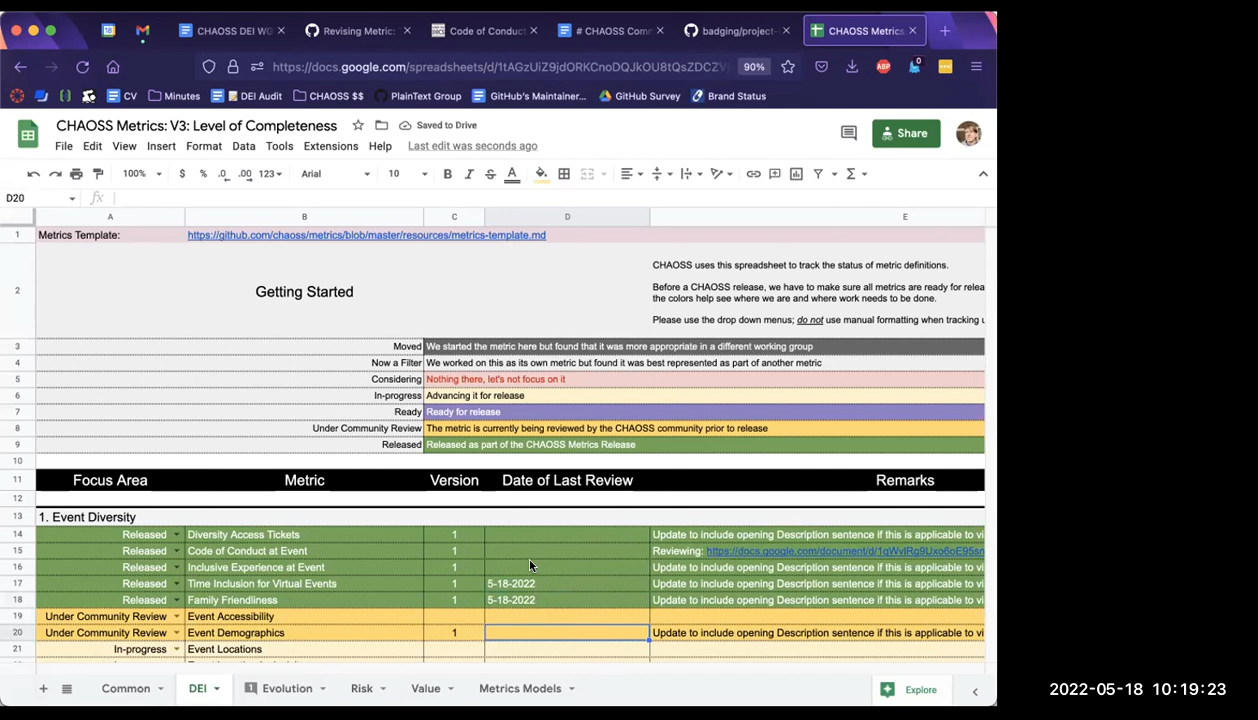 CHAOSS DEI WG
Revising Metric:
Code of Conduct
# CHAOSS Com
badging/project-
CHAOSS Metrics:
https://docs.google.com/spreadsheets/d/1tAGzUiZ9jdORKCnoDQJkOU8tQsZDCZV
90%
CV
Minutes
DEI Audit
CHAOSS $$
PlainText Group
GitHub's Maintainer...
GitHub Survey
Brand Status
CHAOSS Metrics: V3: Level of Completeness
Saved to Drive
Share
File Edit View Insert Format Data Tools Extensions Help Last edit was seconds ago
100% $ % .0 .00 123 Arial 10 B I S A
D20 fx
A B C D E
1 Metrics Template: https://github.com/chaoss/metrics/blob/master/resources/metrics-template.md
CHAOSS uses this spreadsheet to track the status of metric definitions.
2 Getting Started
Before a CHAOSS release, we have to make sure all metrics are ready for relea
the colors help see where we are and where work needs to be done.
Please use the drop down menus; do not use manual formatting when tracking
3 Moved We started the metric here but found that it was more appropriate in a different working group
4 Now a Filter We worked on this as its own metric but found it was best represented as part of another metric
5 Considering Nothing there, let's not focus on it
6 In-progress Advancing it for release
7 Ready Ready for release
8 Under Community Review The metric is currently being reviewed by the CHAOSS community prior to release
9 Released Released as part of the CHAOSS Metrics Release
10
11 Focus Area Metric Version Date of Last Review Remarks
12
13 1. Event Diversity
14 Released Diversity Access Tickets 1 Update to include opening Description sentence if this is applicable to vi
15 Released Code of Conduct at Event 1 Reviewing: https://docs.google.com/document/d/1qWvIRg9Uxo6oE95sn
16 Released Inclusive Experience at Event 1 Update to include opening Description sentence if this is applicable to vi
17 Released Time Inclusion for Virtual Events 1 5-18-2022 Update to include opening Description sentence if this is applicable to vi
18 Released Family Friendliness 1 5-18-2022 Update to include opening Description sentence if this is applicable to vi
19 Under Community Review Event Accessibility
20 Under Community Review Event Demographics 1 Update to include opening Description sentence if this is applicable to vi
21 In-progress Event Locations
Common DEI Evolution Risk Value Metrics Models Explore
2022-05-18 10:19:23